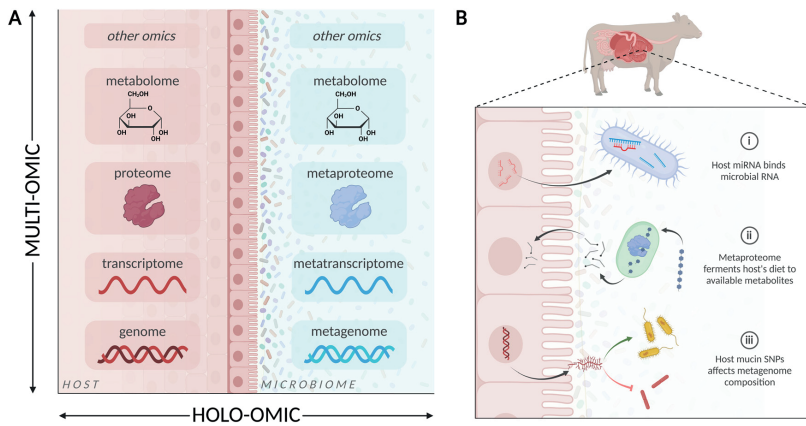 A
MULTI-OMIC
other omics
other omics
metabolome
CH₂OH
O
OH
OH
OH
OH
metabolome
CH₂OH
O
OH
OH
OH
OH
proteome
metaproteome
transcriptome
metatranscriptome
genome
metagenome
HOST
MICROBIOME
HOLO-OMIC
B
i
Host miRNA binds
microbial RNA
ii
Metaproteome
ferments host's diet to
available metabolites
iii
Host mucin SNPs
affects metagenome
composition